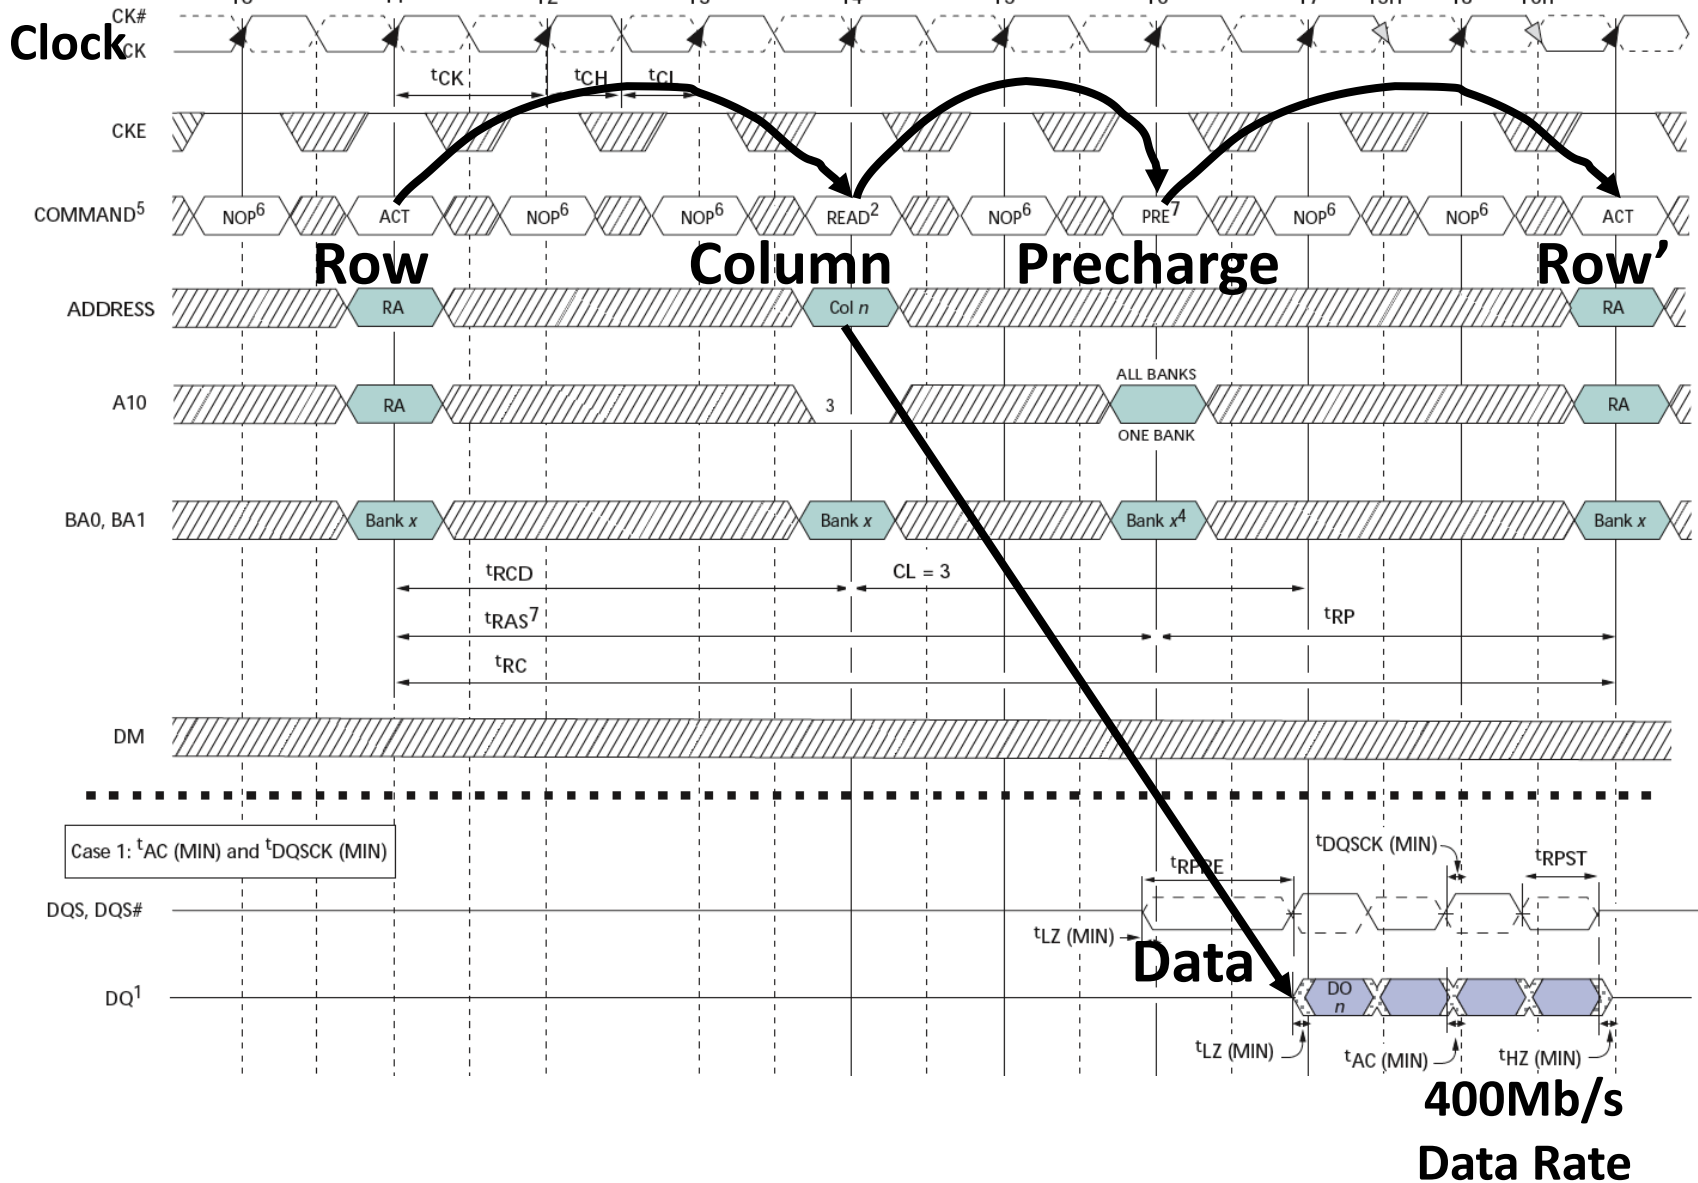 CK#
Clock
CK
tCK tCH tCL
CKE
COMMAND5 NOP6 ACT NOP6 NOP6 READ2 NOP6 PRE7 NOP6 NOP6 ACT
Row Column Precharge Row’
ADDRESS RA Col n RA
ALL BANKS
A10 RA 3 RA
ONE BANK
BA0, BA1 Bank x Bank x Bank x4 Bank x
tRCD CL = 3
tRAS7 tRP
tRC
DM
Case 1: tAC (MIN) and tDQSCK (MIN)
tDQSCK (MIN)
tRPRE tRPST
DQS, DQS#
tLZ (MIN)
Data
DQ1 DO
n
tLZ (MIN) tAC (MIN) tHZ (MIN)
400Mb/s
Data Rate